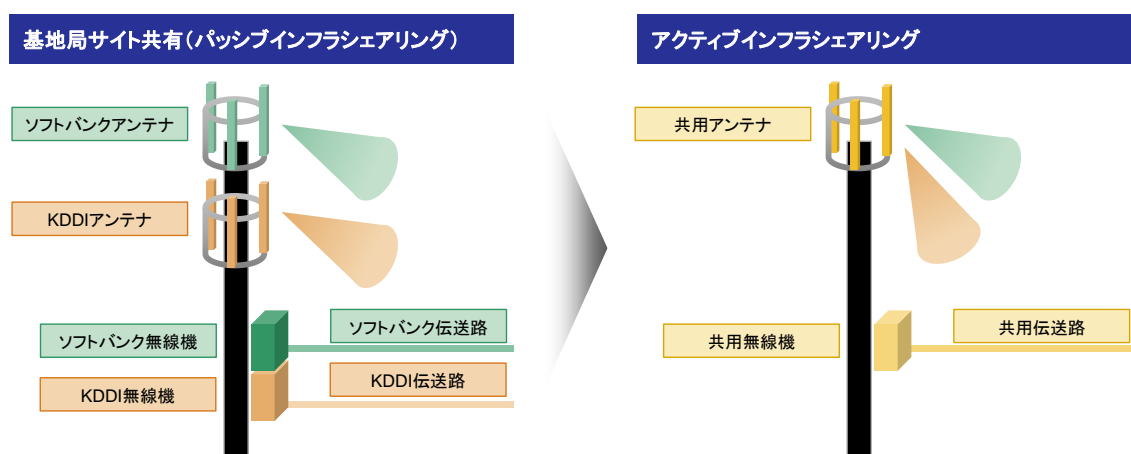 基地局サイト共有（パッシブインフラシェアリング）
ソフトバンクアンテナ
KDDIアンテナ
ソフトバンク無線機
ソフトバンク伝送路
KDDI無線機
KDDI伝送路
アクティブインフラシェアリング
共用アンテナ
共用無線機
共用伝送路